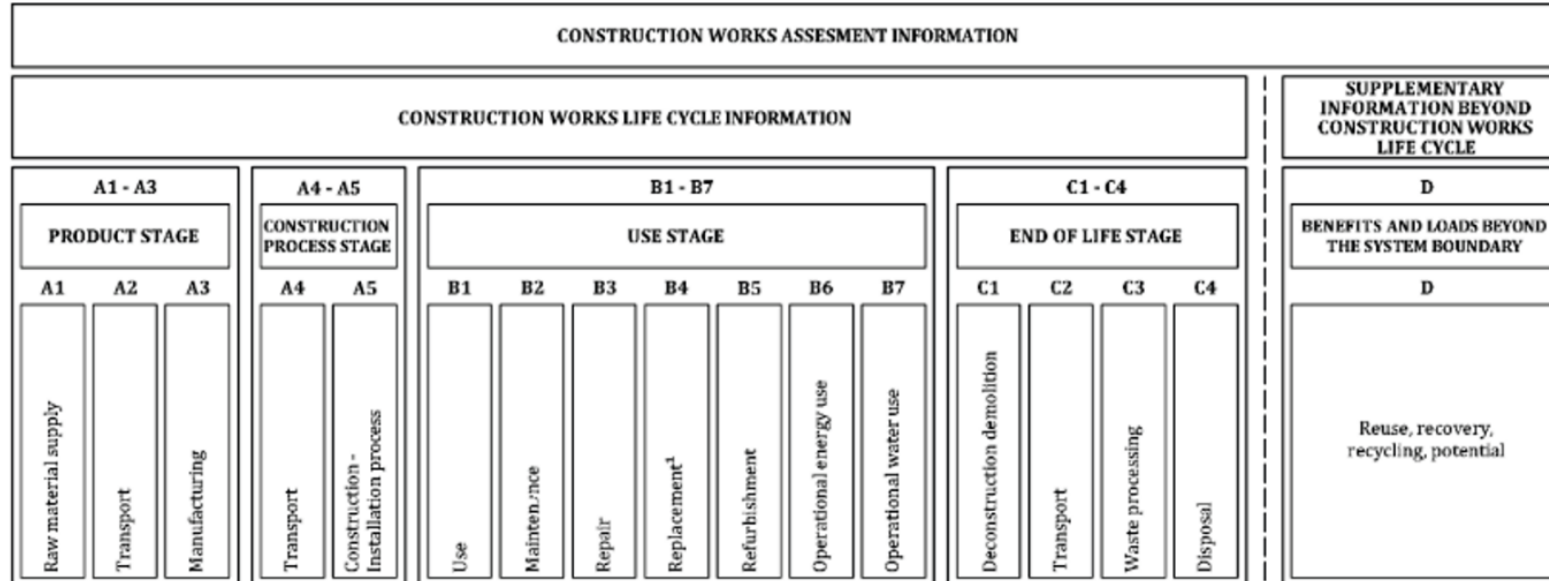 CONSTRUCTION WORKS ASSESMENT INFORMATION
CONSTRUCTION WORKS LIFE CYCLE INFORMATION
SUPPLEMENTARY
INFORMATION BEYOND
CONSTRUCTION WORKS
LIFE CYCLE
A1 - A3
PRODUCT STAGE
A1
A2
A3
Raw material supply
Transport
Manufacturing
A4 - A5
CONSTRUCTION
PROCESS STAGE
A4
A5
Transport
Construction -
Installation process
B1 - B7
USE STAGE
B1
B2
B3
B4
B5
B6
B7
Use
Maintenance
Repair
Replacement¹
Refurbishment
Operational energy use
Operational water use
C1 - C4
END OF LIFE STAGE
C1
C2
C3
C4
Deconstruction demolition
Transport
Waste processing
Disposal
D
BENEFITS AND LOADS BEYOND
THE SYSTEM BOUNDARY
D
Reuse, recovery,
recycling, potential